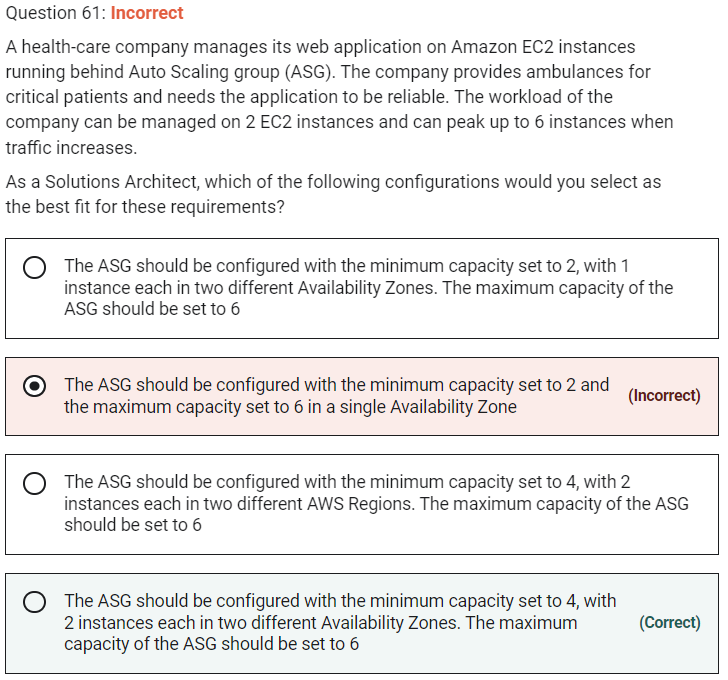 Question 61: Incorrect
A health-care company manages its web application on Amazon EC2 instances
running behind Auto Scaling group (ASG). The company provides ambulances for
critical patients and needs the application to be reliable. The workload of the
company can be managed on 2 EC2 instances and can peak up to 6 instances when
traffic increases.
As a Solutions Architect, which of the following configurations would you select as
the best fit for these requirements?
The ASG should be configured with the minimum capacity set to 2, with 1
instance each in two different Availability Zones. The maximum capacity of the
ASG should be set to 6
The ASG should be configured with the minimum capacity set to 2 and
the maximum capacity set to 6 in a single Availability Zone
(Incorrect)
The ASG should be configured with the minimum capacity set to 4, with 2
instances each in two different AWS Regions. The maximum capacity of the ASG
should be set to 6
The ASG should be configured with the minimum capacity set to 4, with
2 instances each in two different Availability Zones. The maximum
capacity of the ASG should be set to 6
(Correct)